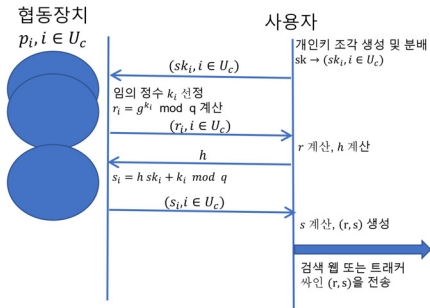 협동장치
p_i, i ∈ U_c
사용자
개인키 조각 생성 및 분배
sk → (sk_i, i ∈ U_c)
(sk_i, i ∈ U_c)
임의 정수 k_i 선정
r_i = g^{k_i} mod q 계산
(r_i, i ∈ U_c)
r 계산, h 계산
h
s_i = h sk_i + k_i mod q
(s_i, i ∈ U_c)
s 계산, (r, s) 생성
검색 웹 또는 트래커
싸인 (r, s)을 전송